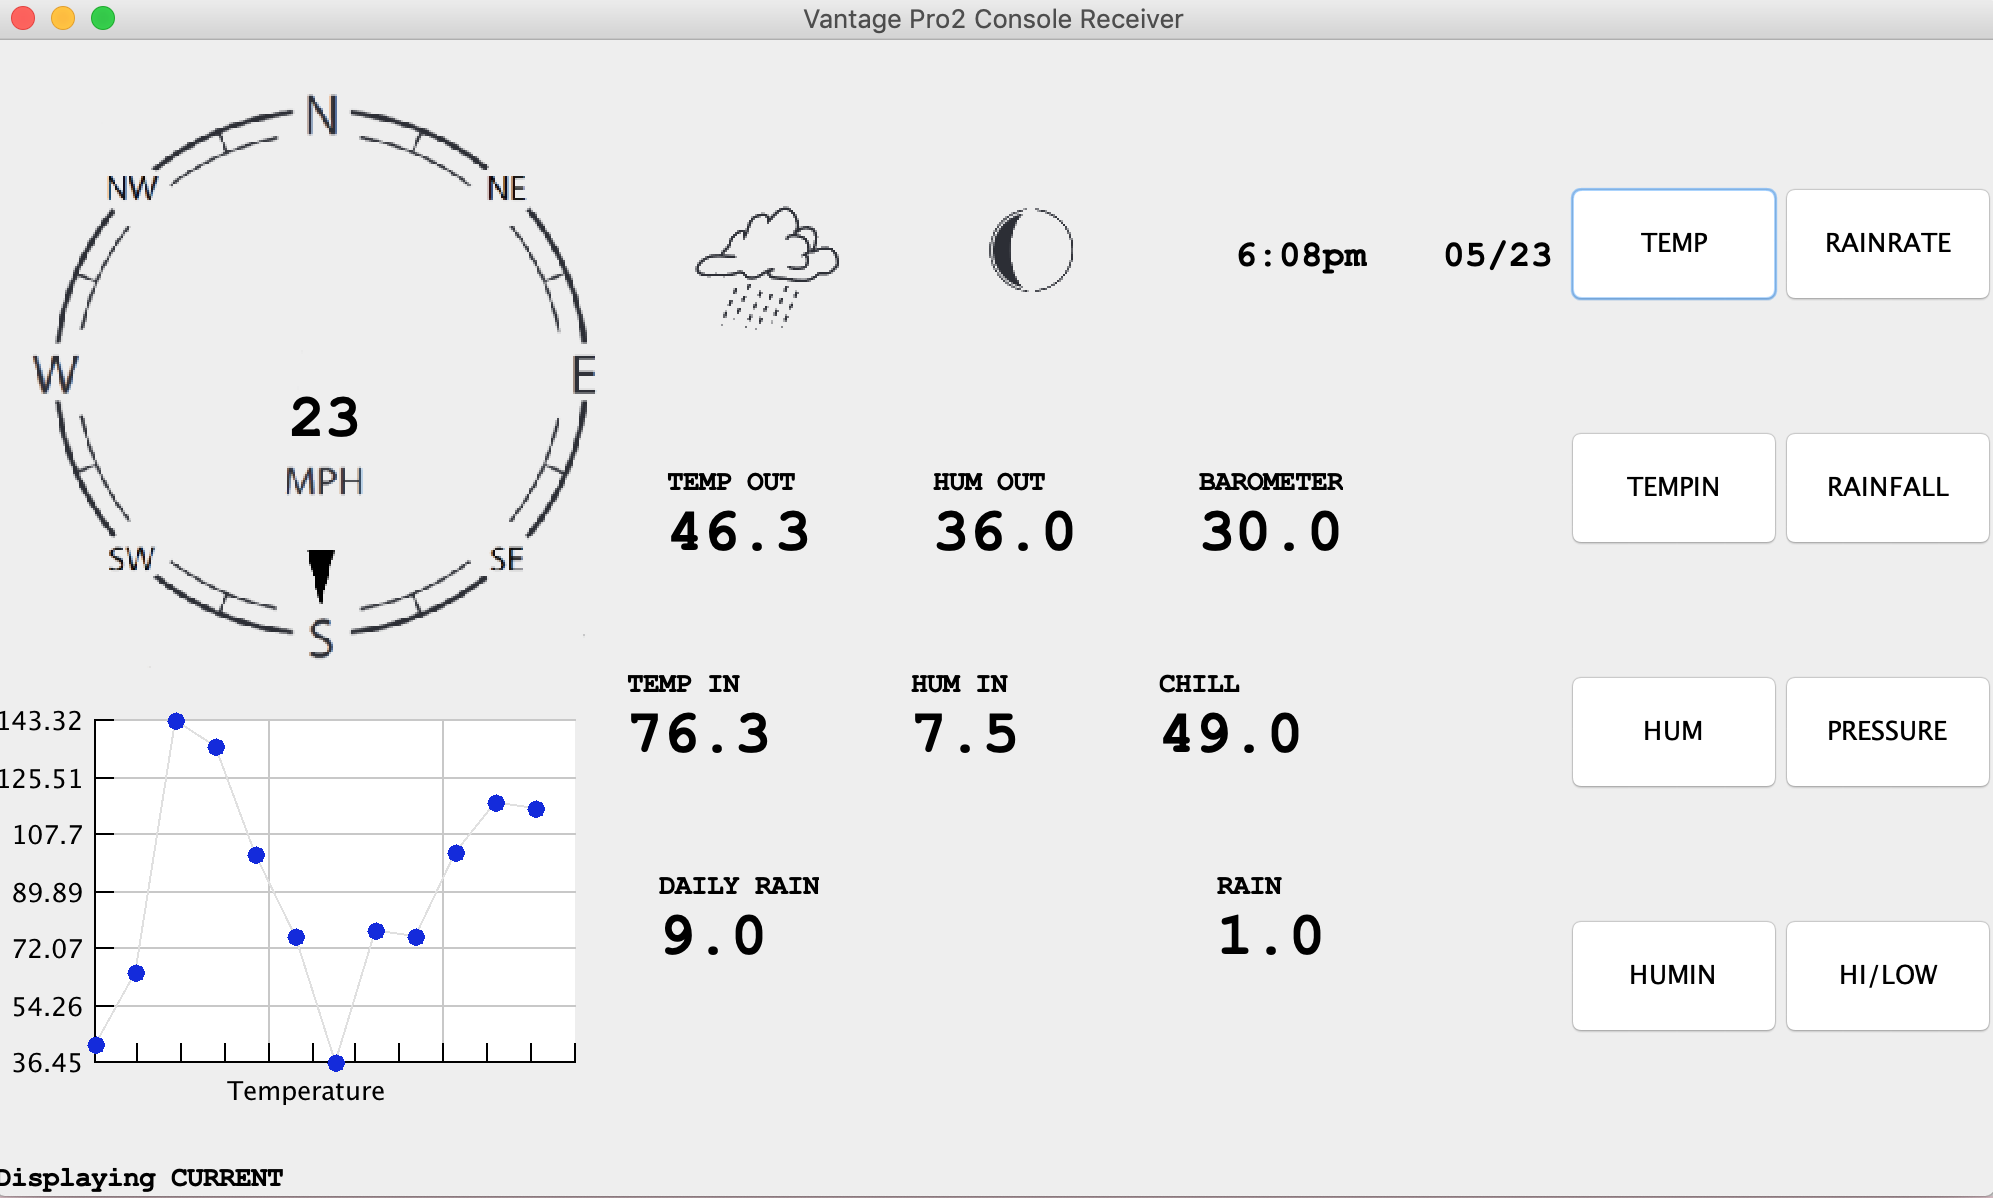 Vantage Pro2 Console Receiver
N
NW NE
W E
23
MPH
SW SE
S
6:08pm 05/23
TEMP OUT HUM OUT BAROMETER
46.3 36.0 30.0
TEMP IN HUM IN CHILL
76.3 7.5 49.0
DAILY RAIN RAIN
9.0 1.0
TEMP RAINRATE
TEMPIN RAINFALL
HUM PRESSURE
HUMIN HI/LOW
143.32
125.51
107.7
89.89
72.07
54.26
36.45
Temperature
Displaying CURRENT